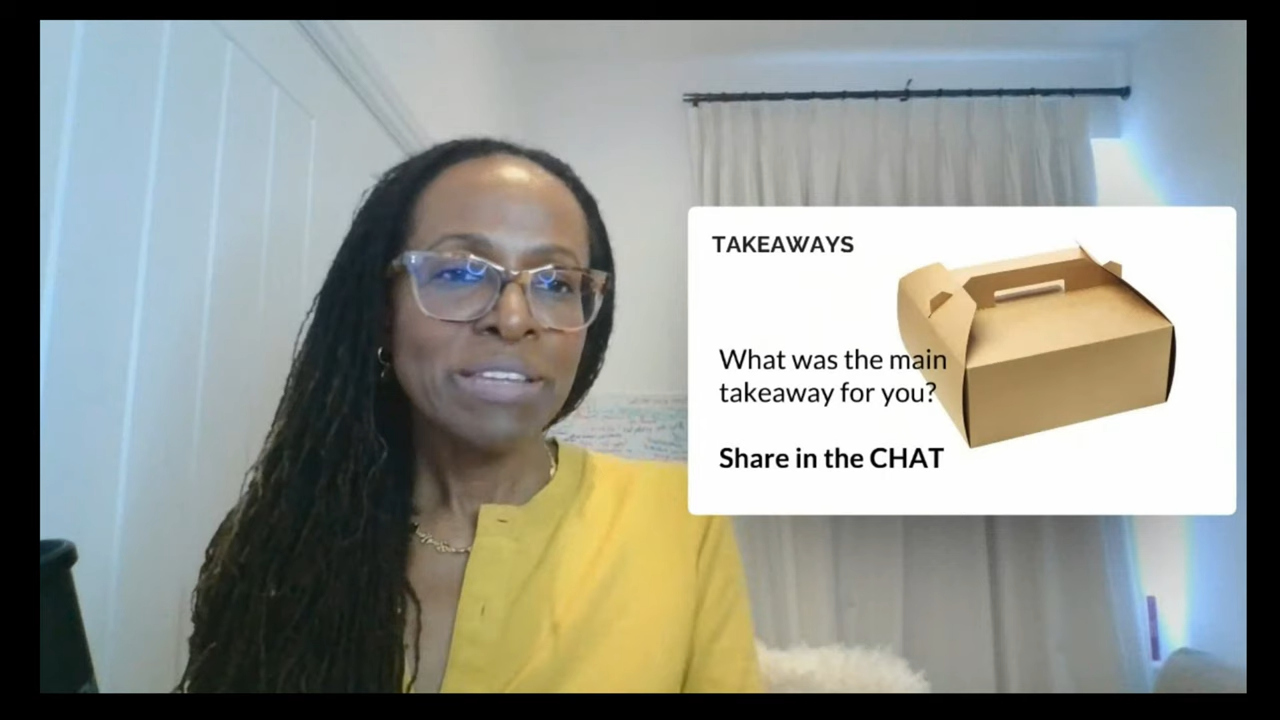 TAKEAWAYS
What was the main
takeaway for you?
Share in the CHAT